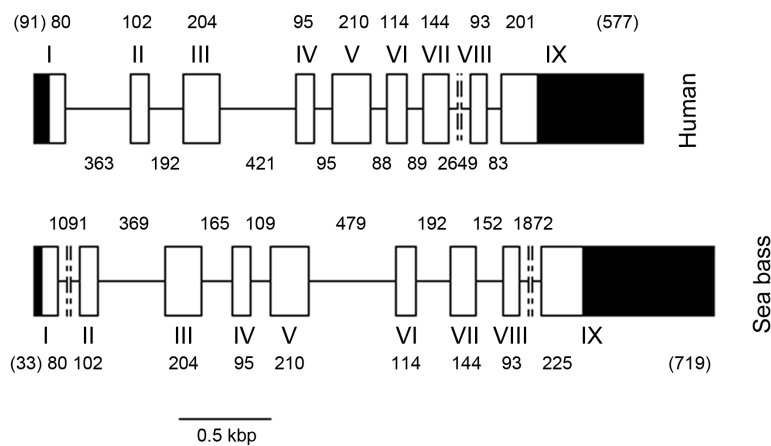 (91) 80 102 204 95 210 114 144 93 201 (577)
I II III IV V VI VII VIII IX
Human
363 192 421 95 88 89 2649 83
1091 369 165 109 479 192 152 1872
Sea bass
I II III IV V VI VII VIII IX
(33) 80 102 204 95 210 114 144 93 225 (719)
0.5 kbp